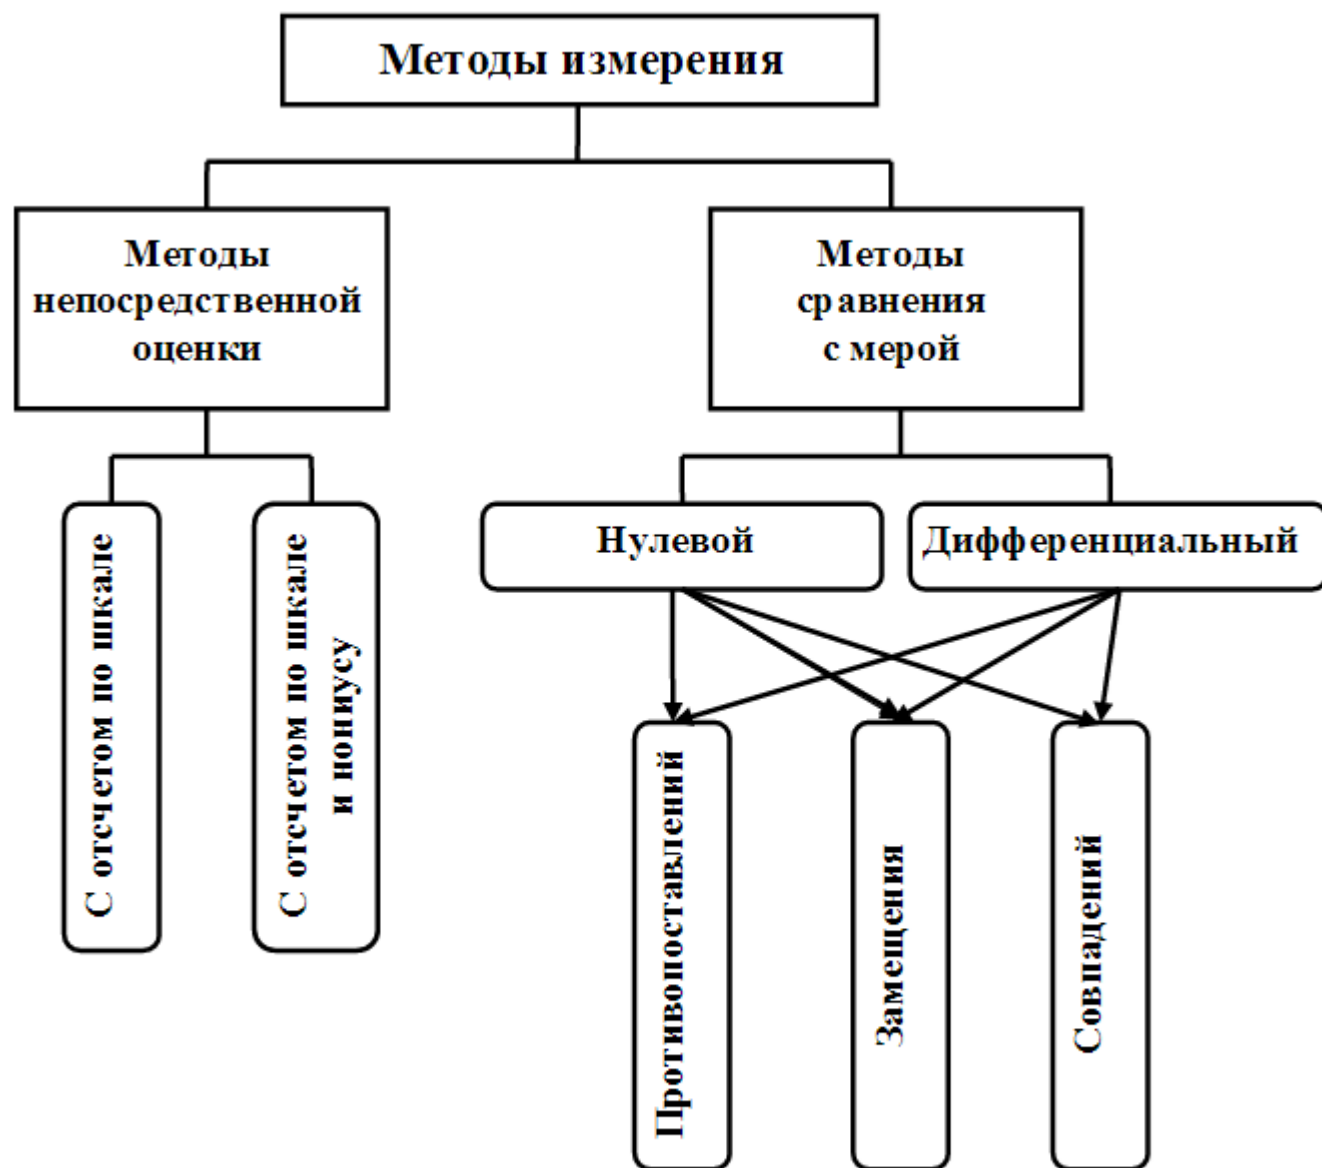 Методы измерения
Методы
непосредственной
оценки
Методы
сравнения
с мерой
С отсчетом по шкале
С отсчетом по шкале
и нониусу
Нулевой
Дифференциальный
Противопоставлений
Замещения
Совпадений